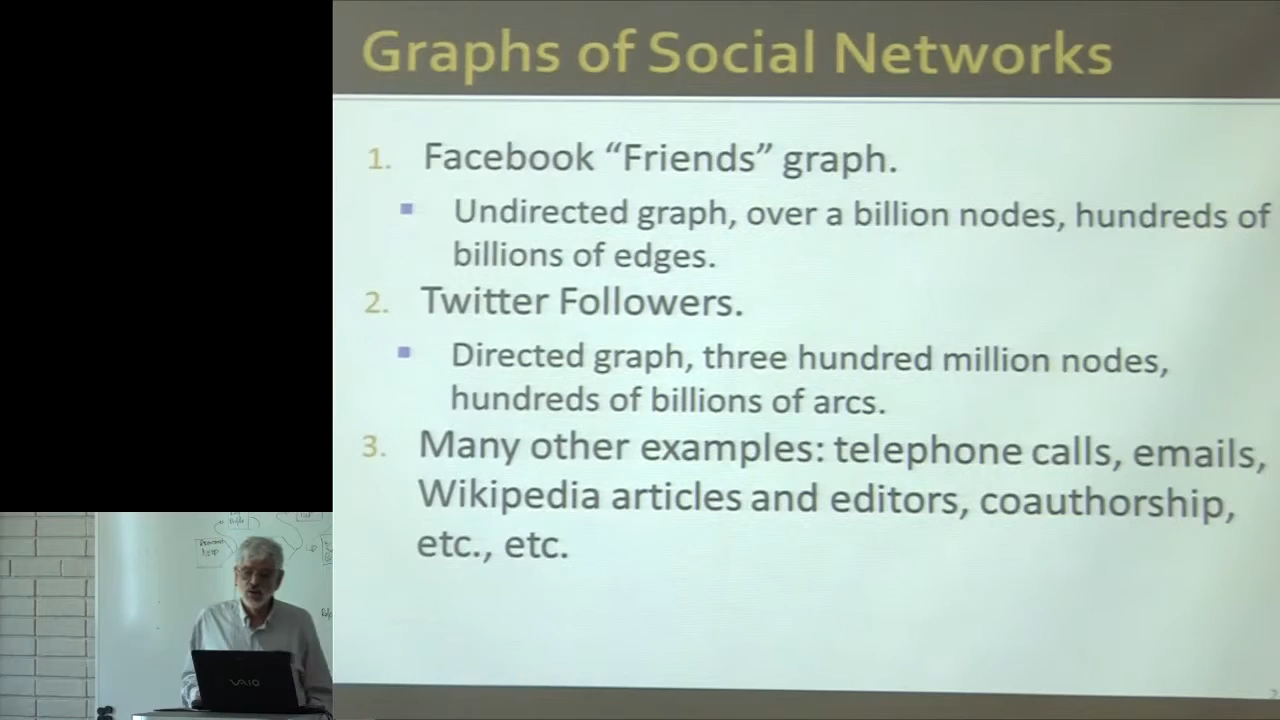 Graphs of Social Networks
1. Facebook “Friends” graph.
Undirected graph, over a billion nodes, hundreds of
billions of edges.
2. Twitter Followers.
Directed graph, three hundred million nodes,
hundreds of billions of arcs.
3. Many other examples: telephone calls, emails,
Wikipedia articles and editors, coauthorship,
etc., etc.
VAIO